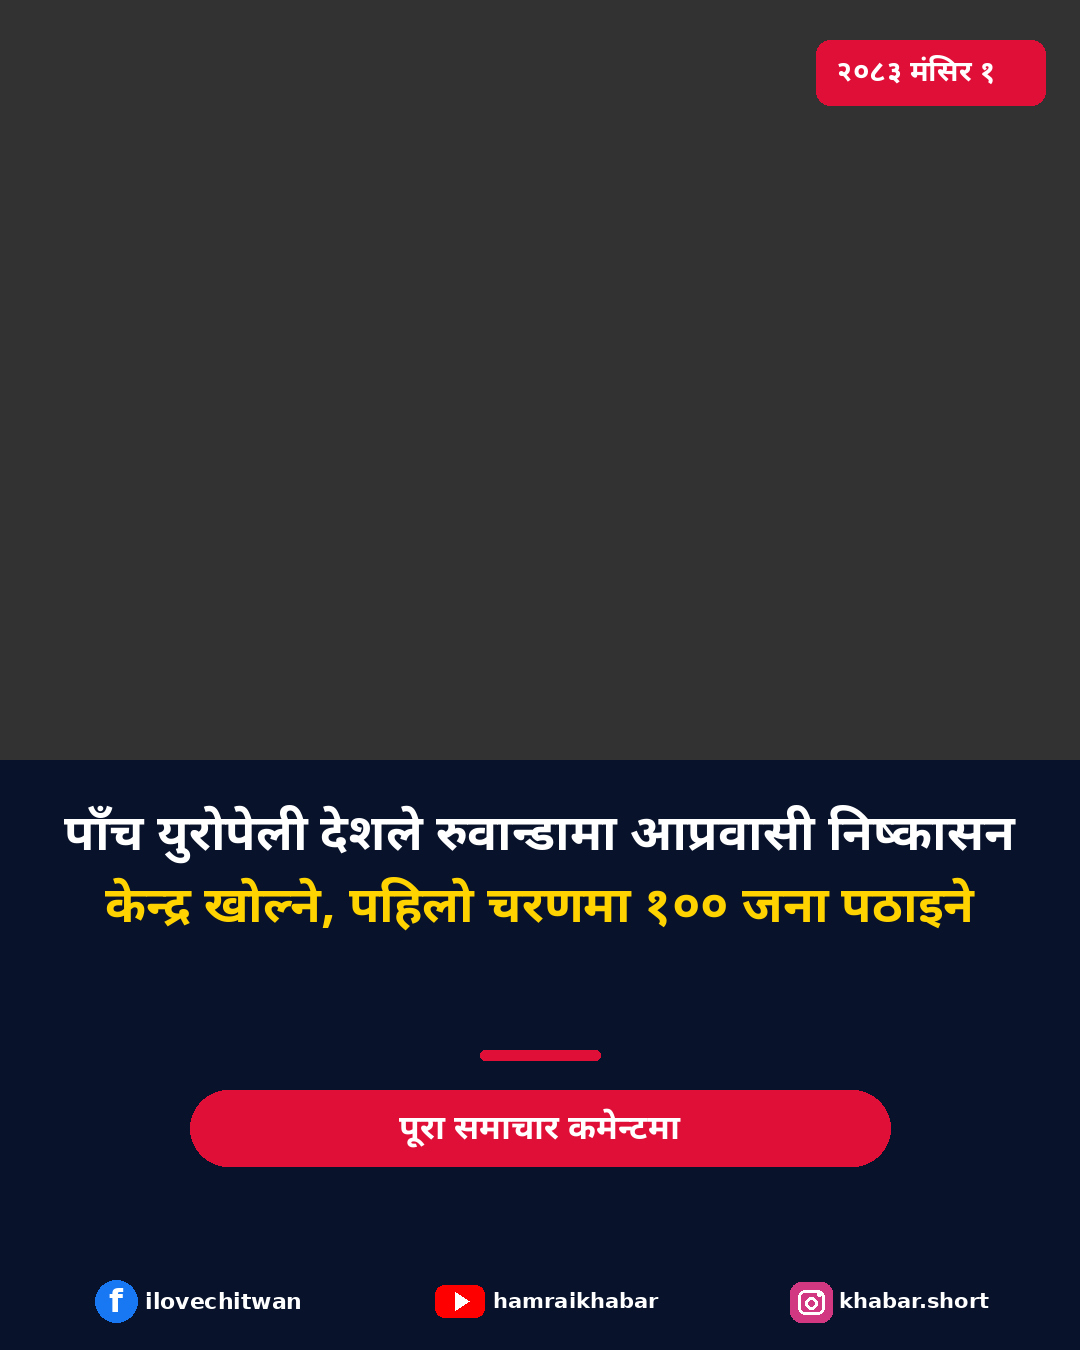 २०८३ मंसिर १
पाँच युरोपेली देशले रुवान्डामा आप्रवासी निष्कासन
केन्द्र खोल्ने, पहिलो चरणमा १०० जना पठाइने
पूरा समाचार कमेन्टमा
ilovechitwan
hamraikhabar
khabar.short